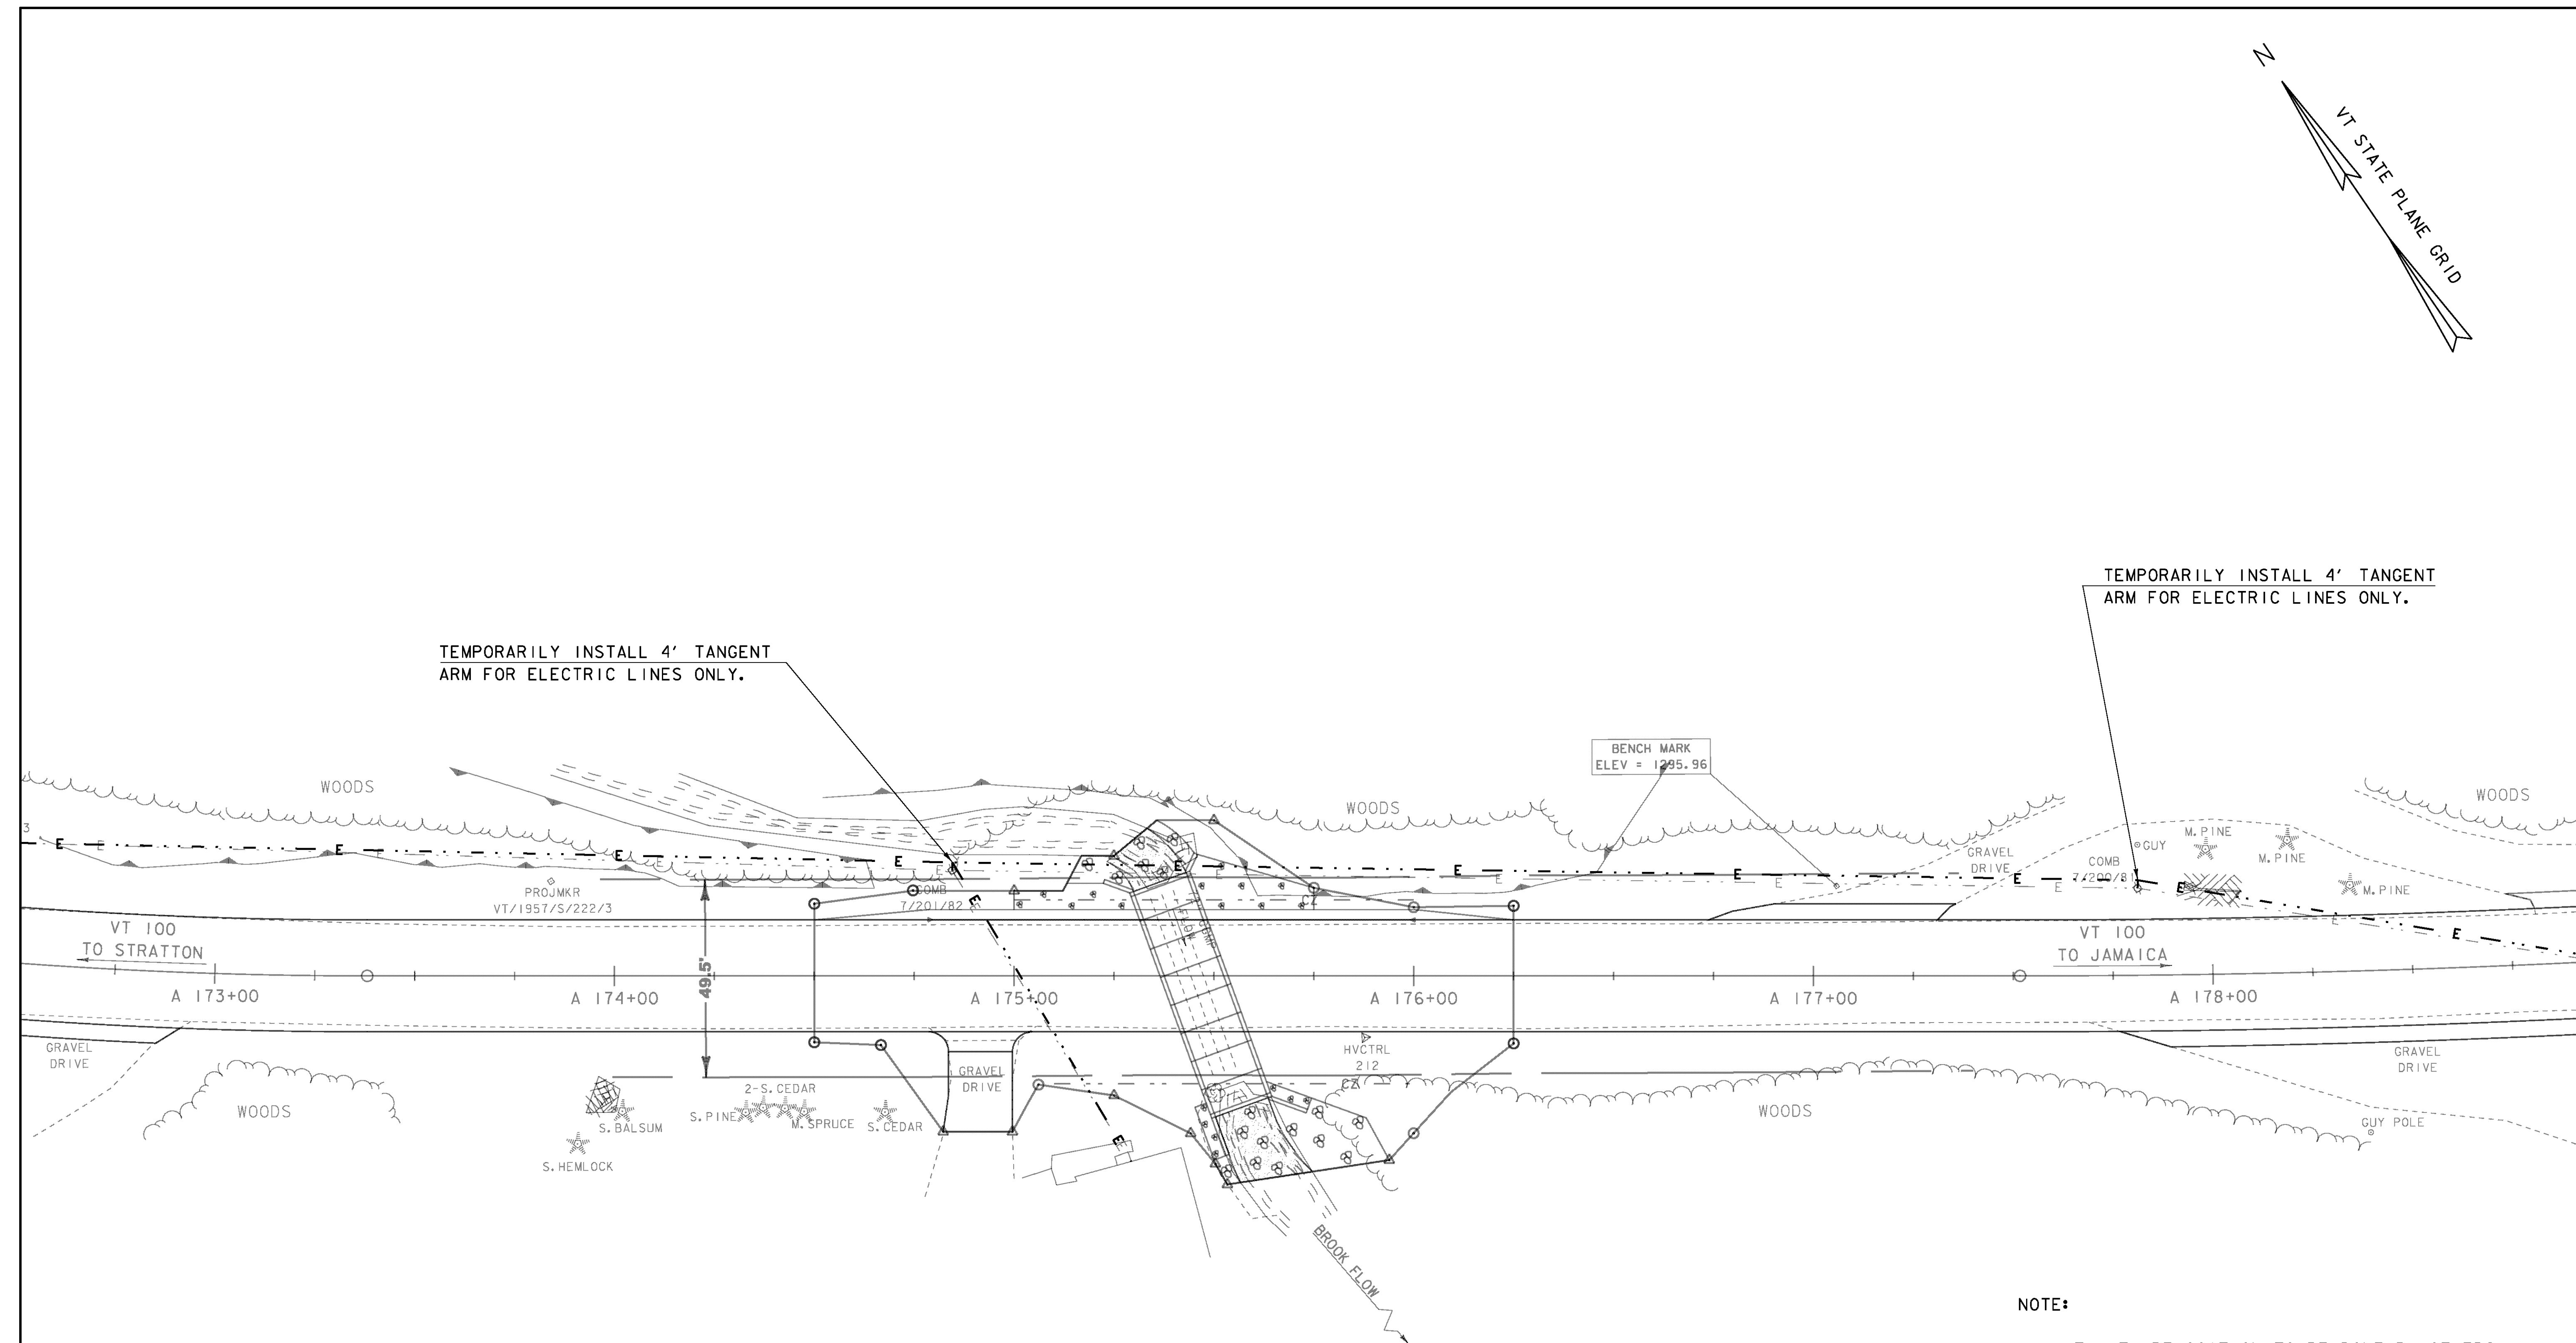 N
VT STATE PLANE GRID
TEMPORARILY INSTALL 4' TANGENT
ARM FOR ELECTRIC LINES ONLY.
TEMPORARILY INSTALL 4' TANGENT
ARM FOR ELECTRIC LINES ONLY.
BENCH MARK
ELEV = 1295.96
WOODS
WOODS
WOODS
3
E E E E E E E E E
E E E E E E E
M. PINE
M. PINE
M. PINE
GUY
GRAVEL
DRIVE
COMB
7/200/81
PROJMKR
VT/1957/S/222/3
COMB
7/201/82
CZ
FLOW
VT 100
TO STRATTON
VT 100
TO JAMAICA
49.5'
A 173+00
A 174+00
A 175+00
A 176+00
A 177+00
A 178+00
GRAVEL
DRIVE
GRAVEL
DRIVE
HVCTRL
212
CZ
GRAVEL
DRIVE
WOODS
WOODS
2-S. CEDAR
S. PINE
M. SPRUCE
S. CEDAR
S. BALSUM
S. HEMLOCK
GUY POLE
E
BROOK FLOW
NOTE: